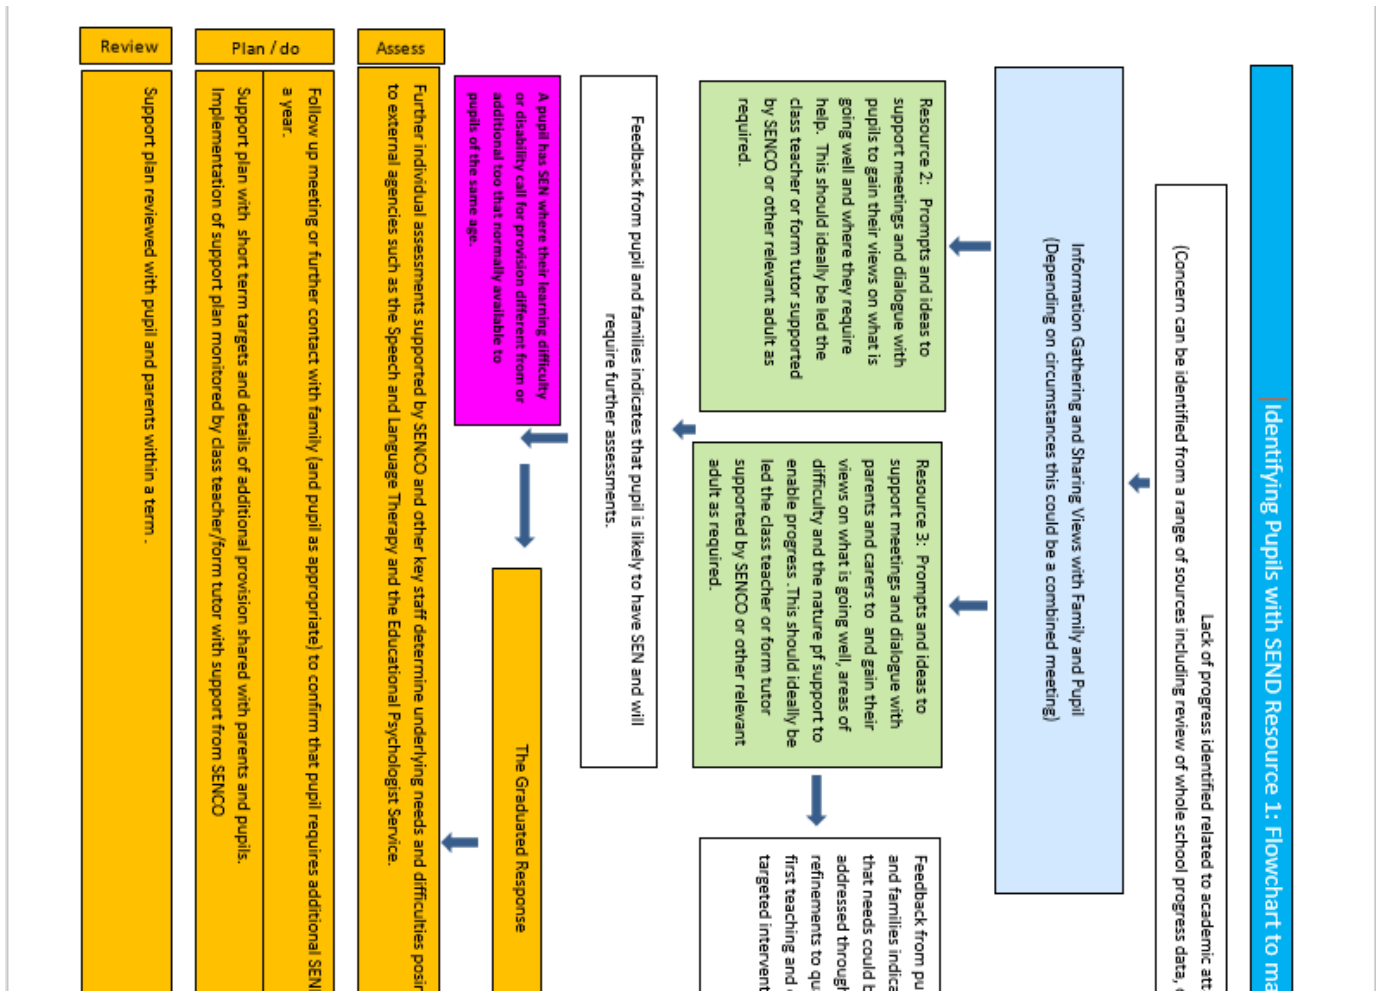 Identifying Pupils with SEND Resource 1: Flowchart to
Lack of progress identified related to academic
(Concern can be identified from a range of sources including review of whole school progress data,
Information Gathering and Sharing Views with Family and Pupil
(Depending on circumstances this could be a combined meeting)
Resource 2: Prompts and ideas to
support meetings and dialogue with
pupils to gain their views on what is
going well and where they require
help. This should ideally be led the
class teacher or form tutor supported
by SENCO or other relevant adult as
required.
Resource 3: Prompts and ideas to
support meetings and dialogue with
parents and carers to and gain their
views on what is going well, areas of
difficulty and the nature pf support to
enable progress .This should ideally be
led the class teacher or form tutor
supported by SENCO or other relevant
adult as required.
Feedback from
and families
that needs could
addressed
refinements to
first teaching and
targeted
Feedback from pupil and families indicates that pupil is likely to have SEN and will
require further assessments.
A pupil has SEN where their learning difficulty
or disability call for provision different from or
additional too that normally available to
pupils of the same age.
The Graduated Response
Assess
Further individual assessments supported by SENCO and other key staff determine underlying needs and difficulties
to external agencies such as the Speech and Language Therapy and the Educational Psychologist Service.
Plan / do
Follow up meeting or further contact with family (and pupil as appropriate) to confirm that pupil requires additional
a year.
Support plan with short term targets and details of additional provision shared with parents and pupils.
Implementation of support plan monitored by class teacher/form tutor with support from SENCO
Review
Support plan reviewed with pupil and parents within a term .